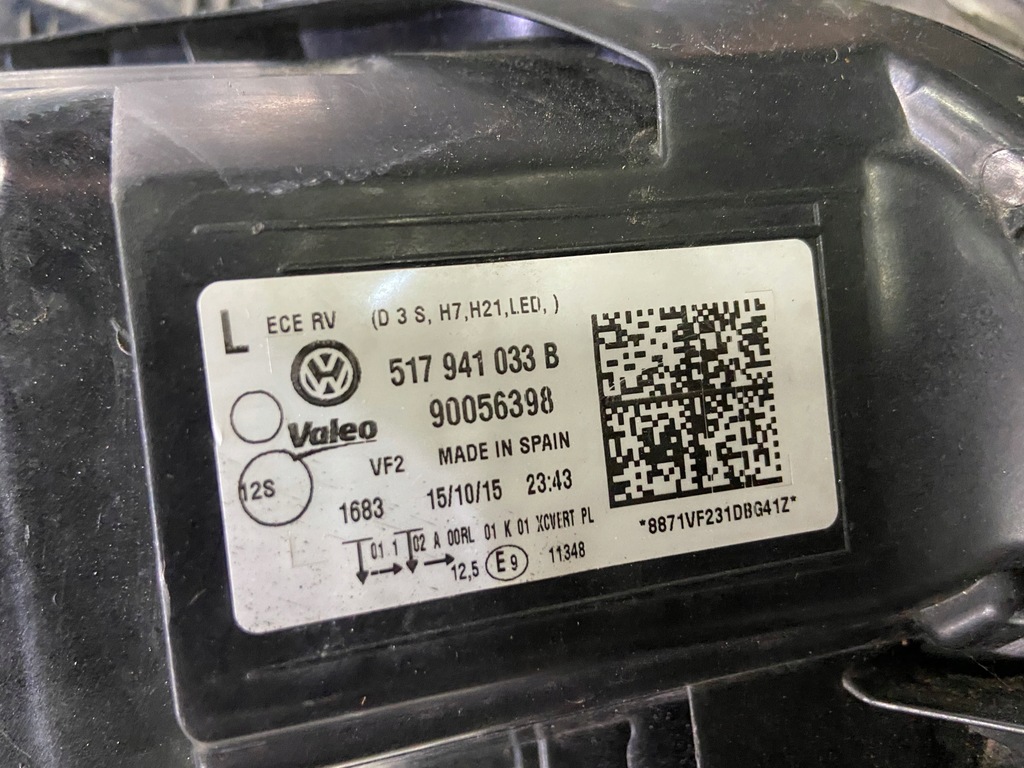 L ECE RV (D 3 S, H7,H21,LED, )
517 941 033 B
90056398
Valeo
VF2 MADE IN SPAIN
12S
1683 15/10/15 23:43
01 1 02 A 00RL 01 K 01 XCVERT PL
12,5 E9 11348
*8871VF231DBG41Z*